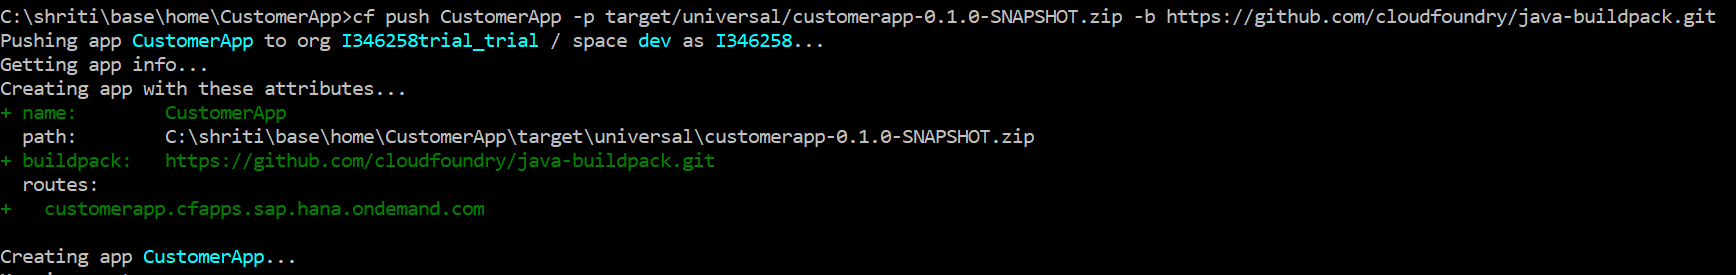 C:\shriti\base\home\CustomerApp>cf push CustomerApp -p target/universal/customerapp-0.1.0-SNAPSHOT.zip -b https://github.com/cloudfoundry/java-buildpack.git
Pushing app CustomerApp to org I346258trial_trial / space dev as I346258...
Getting app info...
Creating app with these attributes...
+ name: CustomerApp
path: C:\shriti\base\home\CustomerApp\target\universal\customerapp-0.1.0-SNAPSHOT.zip
+ buildpack: https://github.com/cloudfoundry/java-buildpack.git
routes:
+ customerapp.cfapps.sap.hana.ondemand.com
Creating app CustomerApp...